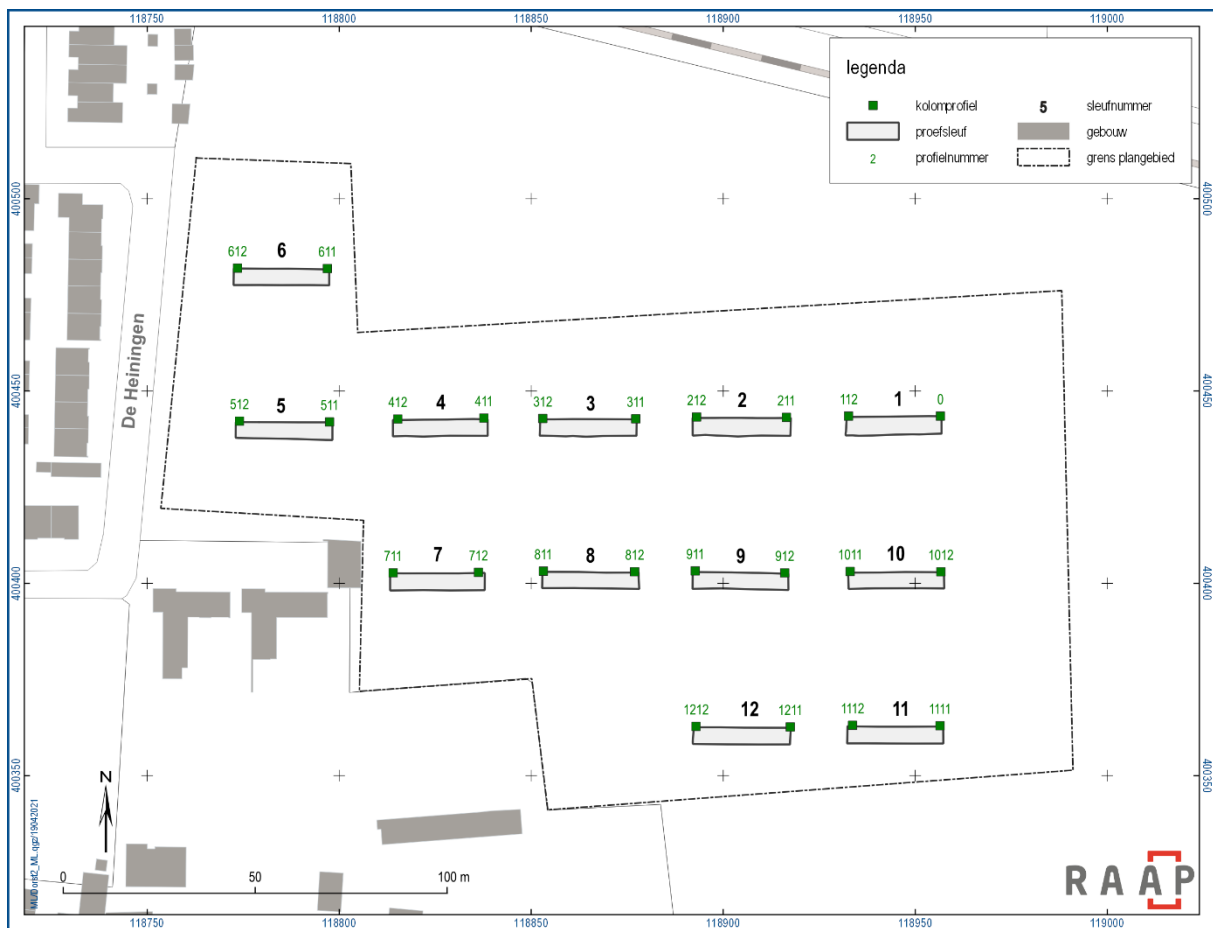 118750 118800 118850 118900 118950 119000
legenda
kolomprofiel 5 sleufnummer
proefsleuf gebouw
2 profielnummer grens plangebied
400500 400500
612 6 611
De Heiningen
400450 400450
512 5 511 412 4 411 312 3 311 212 2 211 112 1 0
711 7 712 811 8 812 911 9 912 1011 10 1012
400400 400400
1212 12 1211 1112 11 1111
400350 400350
N
0 50 100 m
RAAP
118750 118800 118850 118900 118950 119000